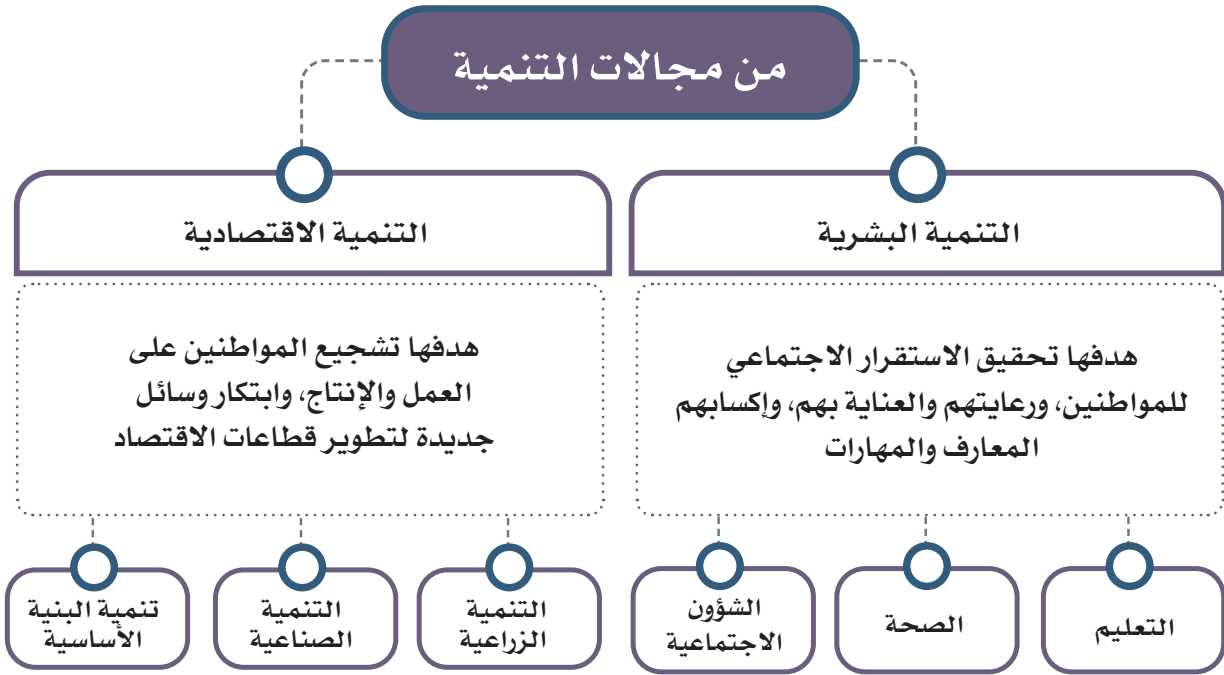 من مجالات التنمية
التنمية البشرية
هدفها تحقيق الاستقرار الاجتماعي
للمواطنين، ورعايتهم والعناية بهم، وإكسابهم
المعارف والمهارات
التعليم
الصحة
الشؤون
الاجتماعية
التنمية الاقتصادية
هدفها تشجيع المواطنين على
العمل والإنتاج، وابتكار وسائل
جديدة لتطوير قطاعات الاقتصاد
التنمية
الزراعية
التنمية
الصناعية
تنمية البنية
الأساسية